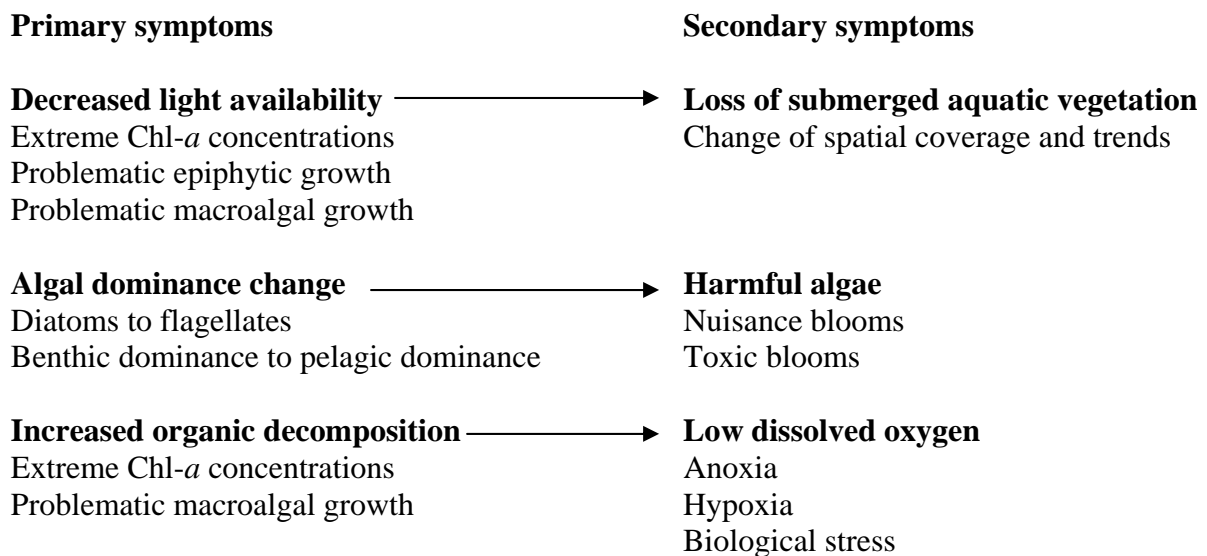 Primary symptoms Secondary symptoms
Decreased light availability Loss of submerged aquatic vegetation
Extreme Chl-a concentrations Change of spatial coverage and trends
Problematic epiphytic growth
Problematic macroalgal growth
Algal dominance change Harmful algae
Diatoms to flagellates Nuisance blooms
Benthic dominance to pelagic dominance Toxic blooms
Increased organic decomposition Low dissolved oxygen
Extreme Chl-a concentrations Anoxia
Problematic macroalgal growth Hypoxia
Biological stress